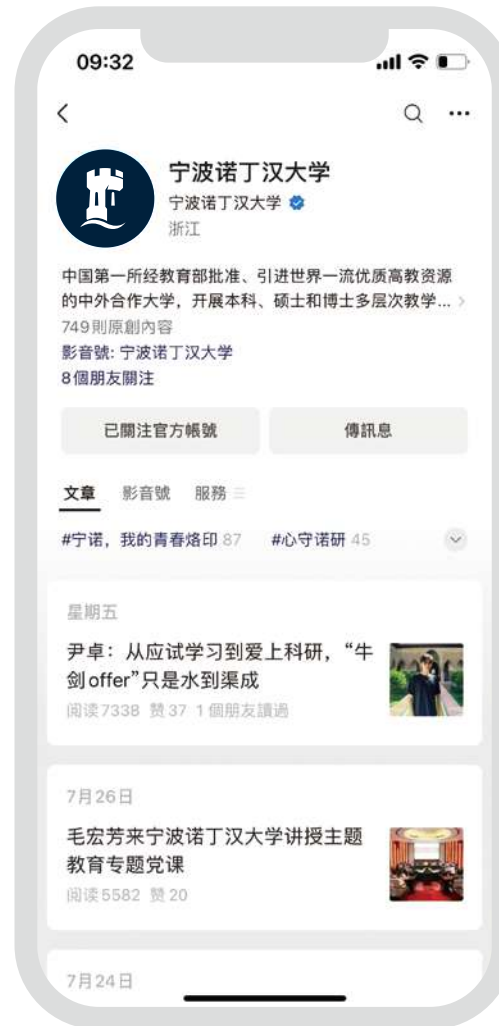 09:32
宁波诺丁汉大学
宁波诺丁汉大学
浙江
中国第一所经教育部批准、引进世界一流优质高教资源
的中外合作大学，开展本科、硕士和博士多层次教学...
749則原創內容
影音號: 宁波诺丁汉大学
8個朋友關注
已關注官方帳號 傳訊息
文章 影音號 服務
#宁诺，我的青春烙印 87 #心守诺研 45
星期五
尹卓：从应试学习到爱上科研，“牛
剑offer”只是水到渠成
阅读7338 赞37 1個朋友讀過
7月26日
毛宏芳来宁波诺丁汉大学讲授主题
教育专题党课
阅读5582 赞20
7月24日